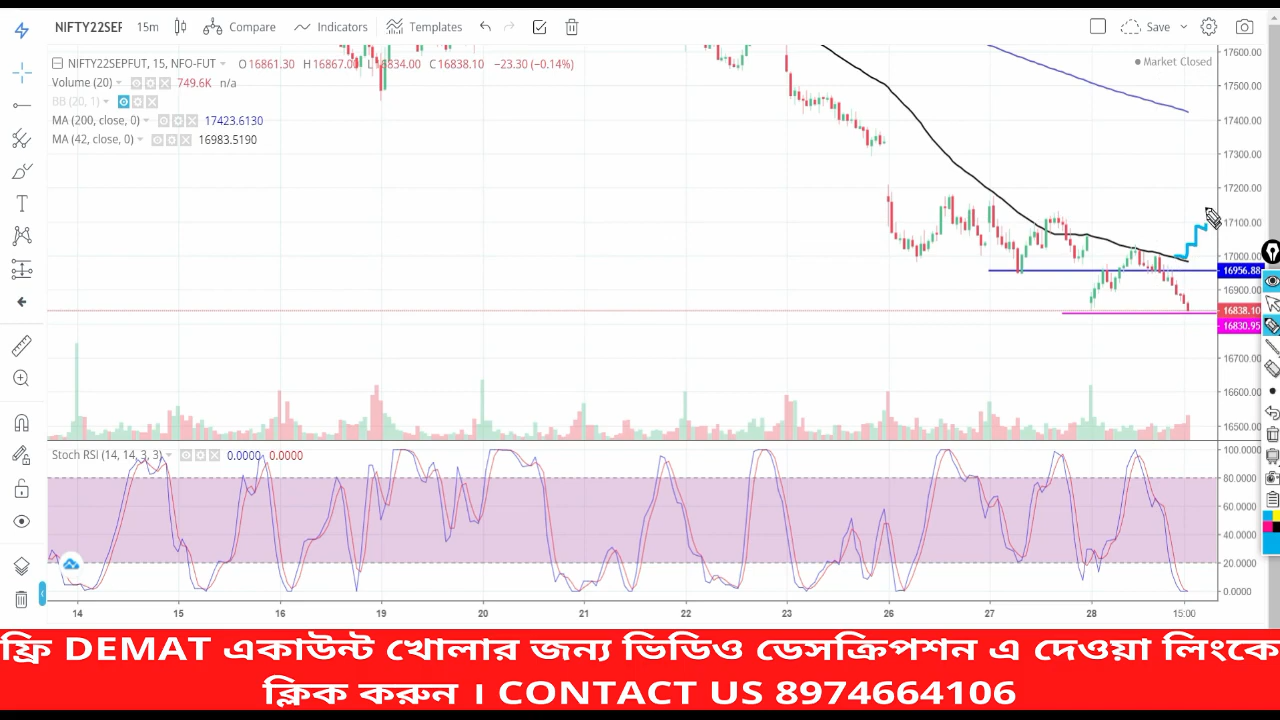 NIFTY22SEF 15m Compare Indicators Templates Save
NIFTY22SEPFUT, 15, NFO-FUT O 16861.30 H 16867.00 L 16834.00 C 16838.10 −23.30 (−0.14%)
Market Closed
Volume (20) 749.6K n/a
BB (20, 1)
MA (200, close, 0) 17423.6130
MA (42, close, 0) 16983.5190
17600.00
17500.00
17400.00
17300.00
17200.00
17100.00
17000.00
16956.88
16900.00
16838.10
16830.95
16700.00
16600.00
16500.00
Stoch RSI (14, 14, 3, 3) 0.0000 0.0000
100.0000
80.0000
60.0000
40.0000
20.0000
0.0000
14 15 16 19 20 21 22 23 26 27 28 15:00
ফ্রি DEMAT একাউন্ট খোলার জন্য ভিডিও ডেসক্রিপশন এ দেওয়া লিংকে
ক্লিক করুন । CONTACT US 8974664106